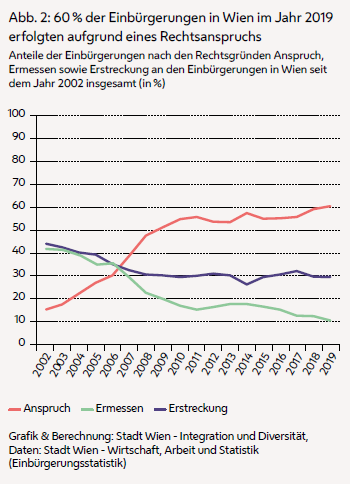 Abb. 2: 60 % der Einbürgerungen in Wien im Jahr 2019
erfolgten aufgrund eines Rechtsanspruchs
Anteile der Einbürgerungen nach den Rechtsgründen Anspruch,
Ermessen sowie Erstreckung an den Einbürgerungen in Wien seit
dem Jahr 2002 insgesamt (in %)
100
90
80
70
60
50
40
30
20
10
0
2002 2003 2004 2005 2006 2007 2008 2009 2010 2011 2012 2013 2014 2015 2016 2017 2018 2019
Anspruch Ermessen Erstreckung
Grafik & Berechnung: Stadt Wien - Integration und Diversität,
Daten: Stadt Wien - Wirtschaft, Arbeit und Statistik
(Einbürgerungsstatistik)